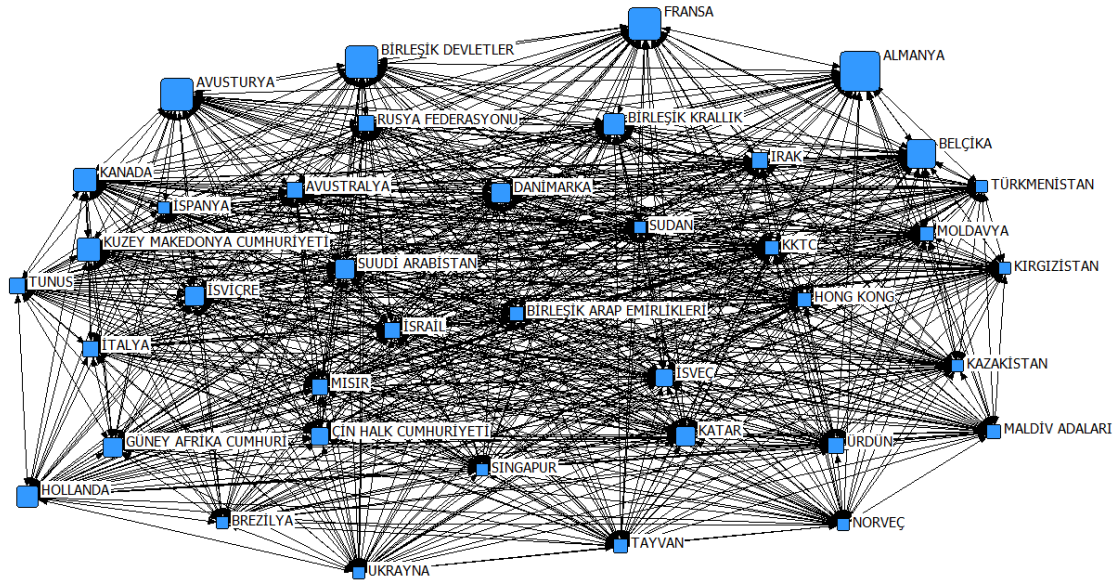 FRANSA
BİRLEŞİK DEVLETLER
ALMANYA
AVUSTURYA
RUSYA FEDERASYONU
BİRLEŞİK KRALLIK
BELÇİKA
IRAK
KANADA
AVUSTRALYA
DANİMARKA
TÜRKMENİSTAN
İSPANYA
SUDAN
MOLDAVYA
KUZEY MAKEDONYA CUMHURİYETİ
KKTC
SUUDİ ARABİSTAN
KIRGIZİSTAN
TUNUS
İSVİÇRE
HONG KONG
BİRLEŞİK ARAP EMİRLİKLERİ
İSRAİL
İTALYA
KAZAKİSTAN
MISIR
İSVEÇ
MALDİV ADALARI
ÇİN HALK CUMHURİYETİ
KATAR
GÜNEY AFRİKA CUMHURİ
ÜRDÜN
SINGAPUR
HOLLANDA
BREZİLYA
NORVEÇ
TAYVAN
UKRAYNA